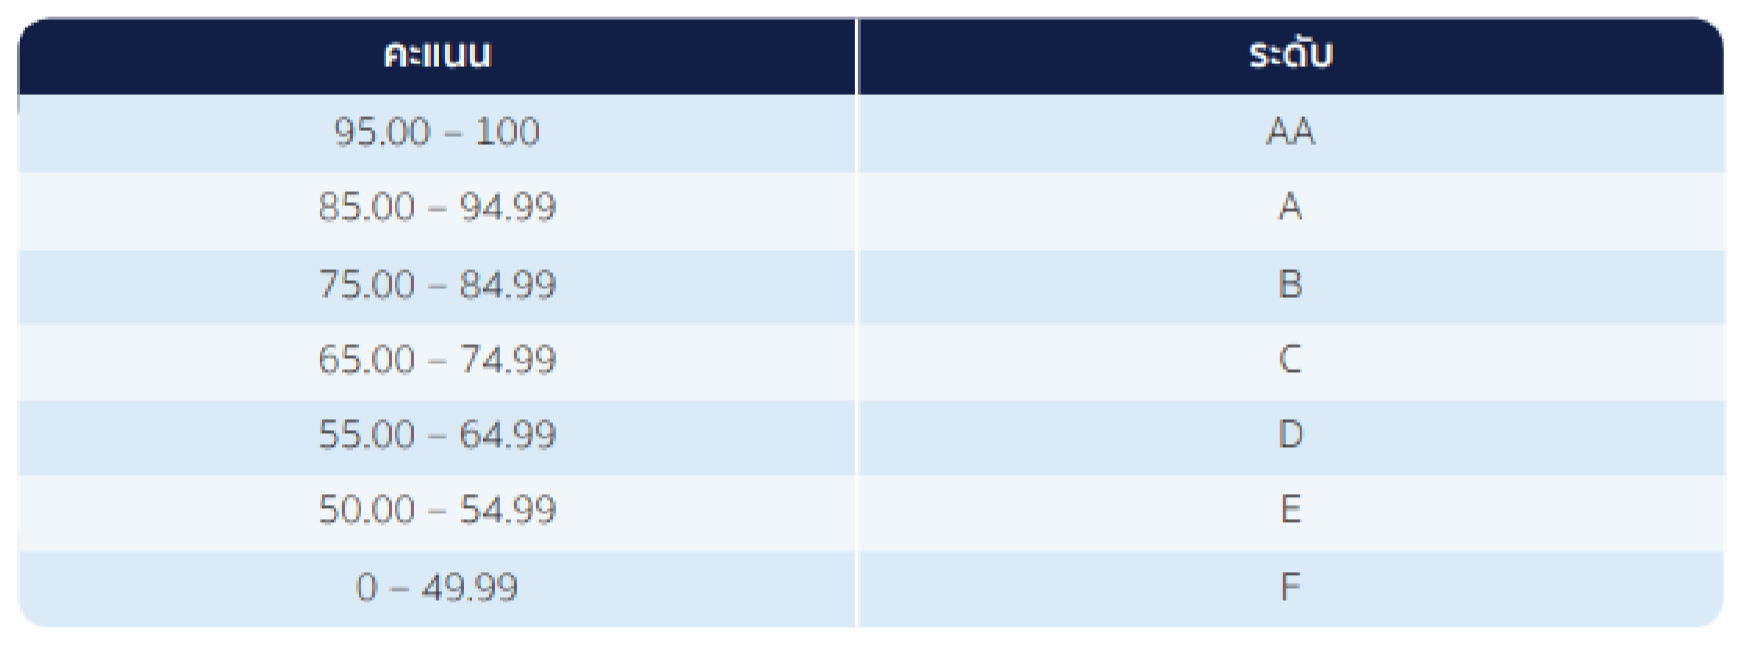 คะแนน ระดับ
95.00 – 100 AA
85.00 – 94.99 A
75.00 – 84.99 B
65.00 – 74.99 C
55.00 – 64.99 D
50.00 – 54.99 E
0 – 49.99 F